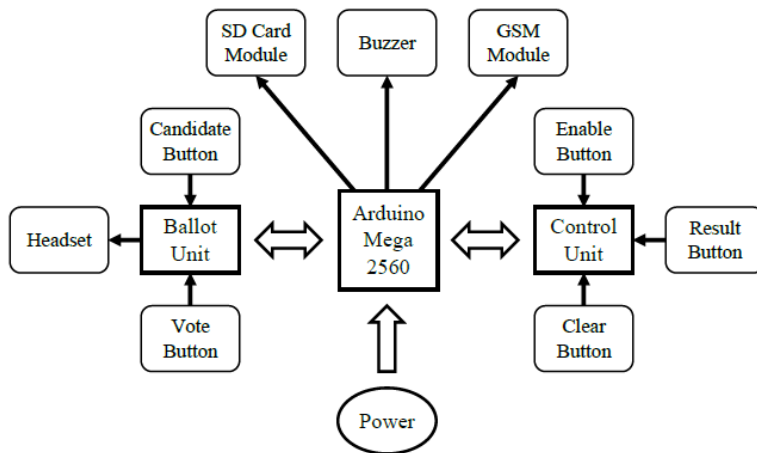 SD Card
Module
Buzzer
GSM
Module
Candidate
Button
Enable
Button
Headset
Ballot
Unit
Arduino
Mega
2560
Control
Unit
Result
Button
Vote
Button
Clear
Button
Power